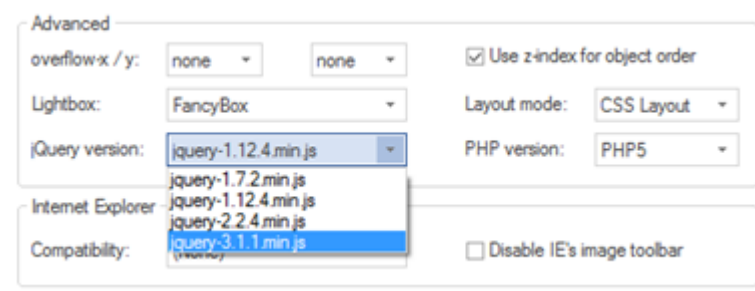 Advanced
overflow-x / y: none none Use z-index for object order
Lightbox: FancyBox Layout mode: CSS Layout
jQuery version: jquery-1.12.4.min.js PHP version: PHP5
jquery-1.7.2.min.js
jquery-1.12.4.min.js
Internet Explorer
jquery-2.2.4.min.js
jquery-3.1.1.min.js
Compatibility: (None) Disable IE's image toolbar